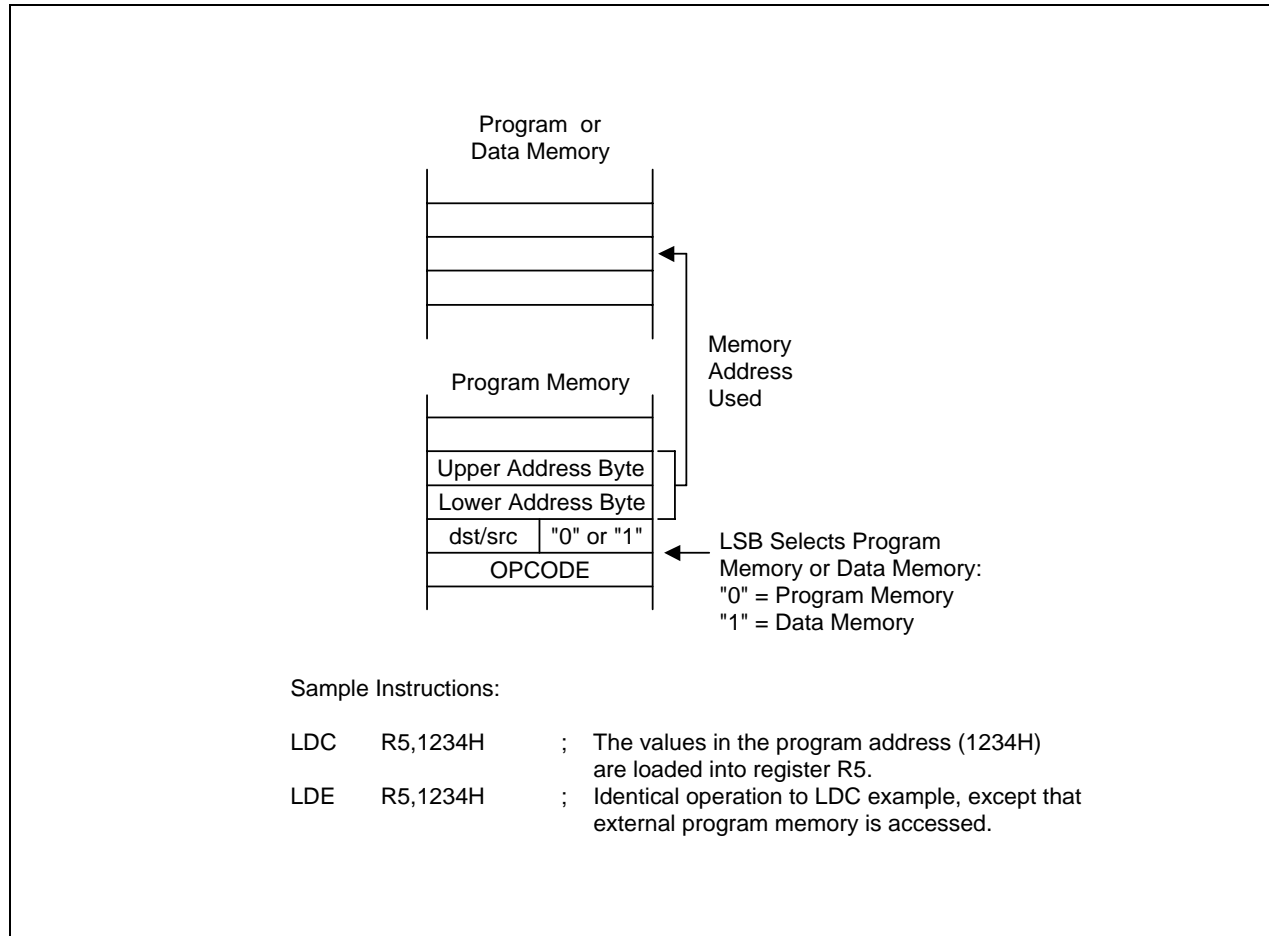 Program or
Data Memory
Memory
Address
Used
Program Memory
Upper Address Byte
Lower Address Byte
dst/src "0" or "1"
OPCODE
LSB Selects Program
Memory or Data Memory:
"0" = Program Memory
"1" = Data Memory
Sample Instructions:
LDC R5,1234H ; The values in the program address (1234H)
are loaded into register R5.
LDE R5,1234H ; Identical operation to LDC example, except that
external program memory is accessed.